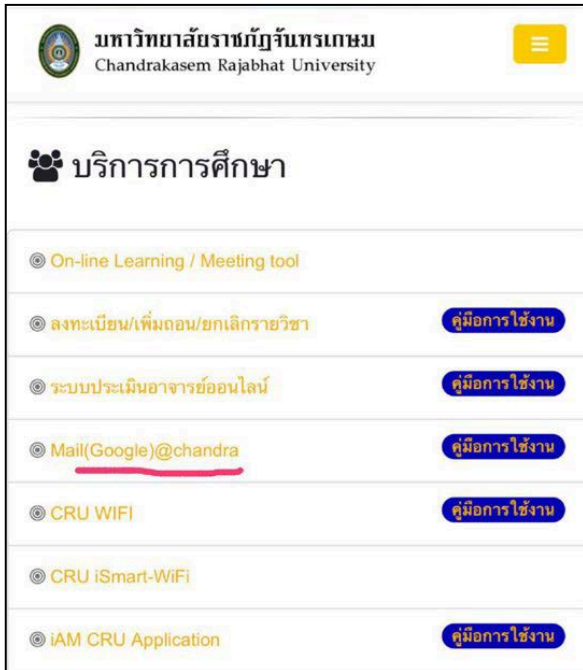 มหาวิทยาลัยราชภัฏจันทรเกษม
Chandrakasem Rajabhat University
บริการการศึกษา
On-line Learning / Meeting tool
ลงทะเบียน/เพิ่มถอน/ยกเลิกรายวิชา คู่มือการใช้งาน
ระบบประเมินอาจารย์ออนไลน์ คู่มือการใช้งาน
Mail(Google)@chandra คู่มือการใช้งาน
CRU WIFI คู่มือการใช้งาน
CRU iSmart-WiFi
iAM CRU Application คู่มือการใช้งาน